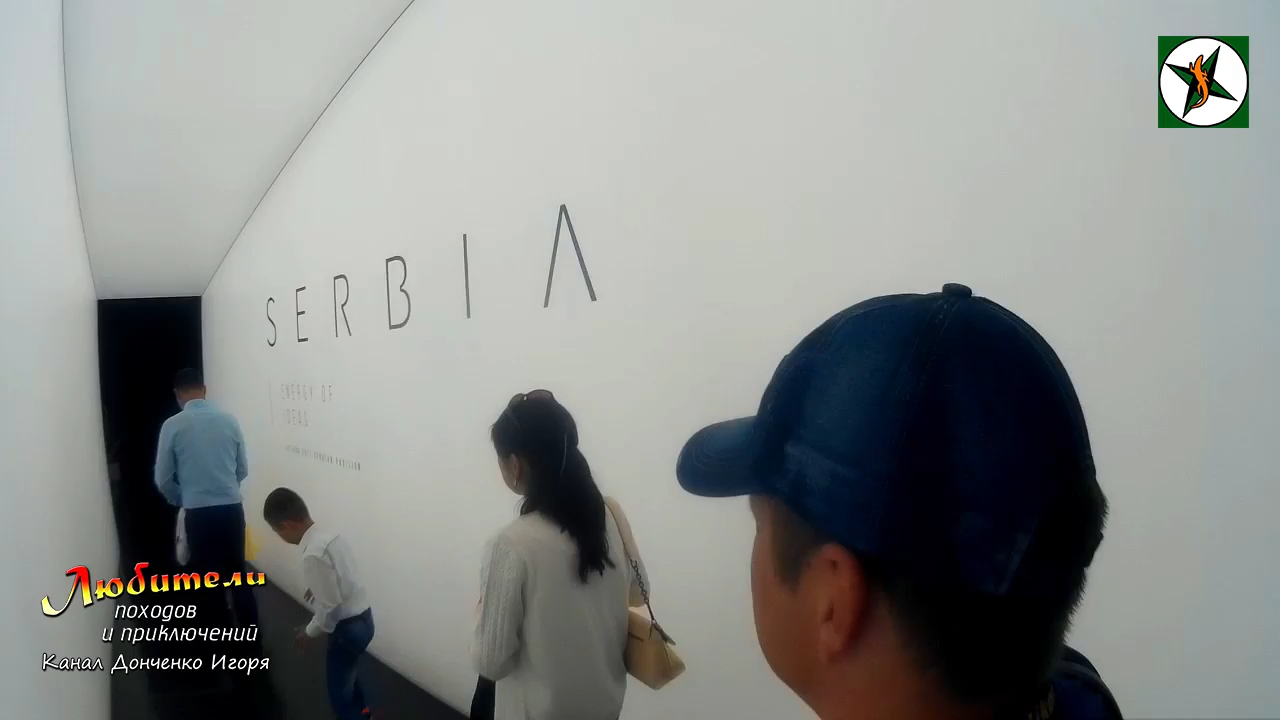 SERBIA
ENERGY OF
IDEAS
Любители
походов
и приключений
Канал Донченко Игоря